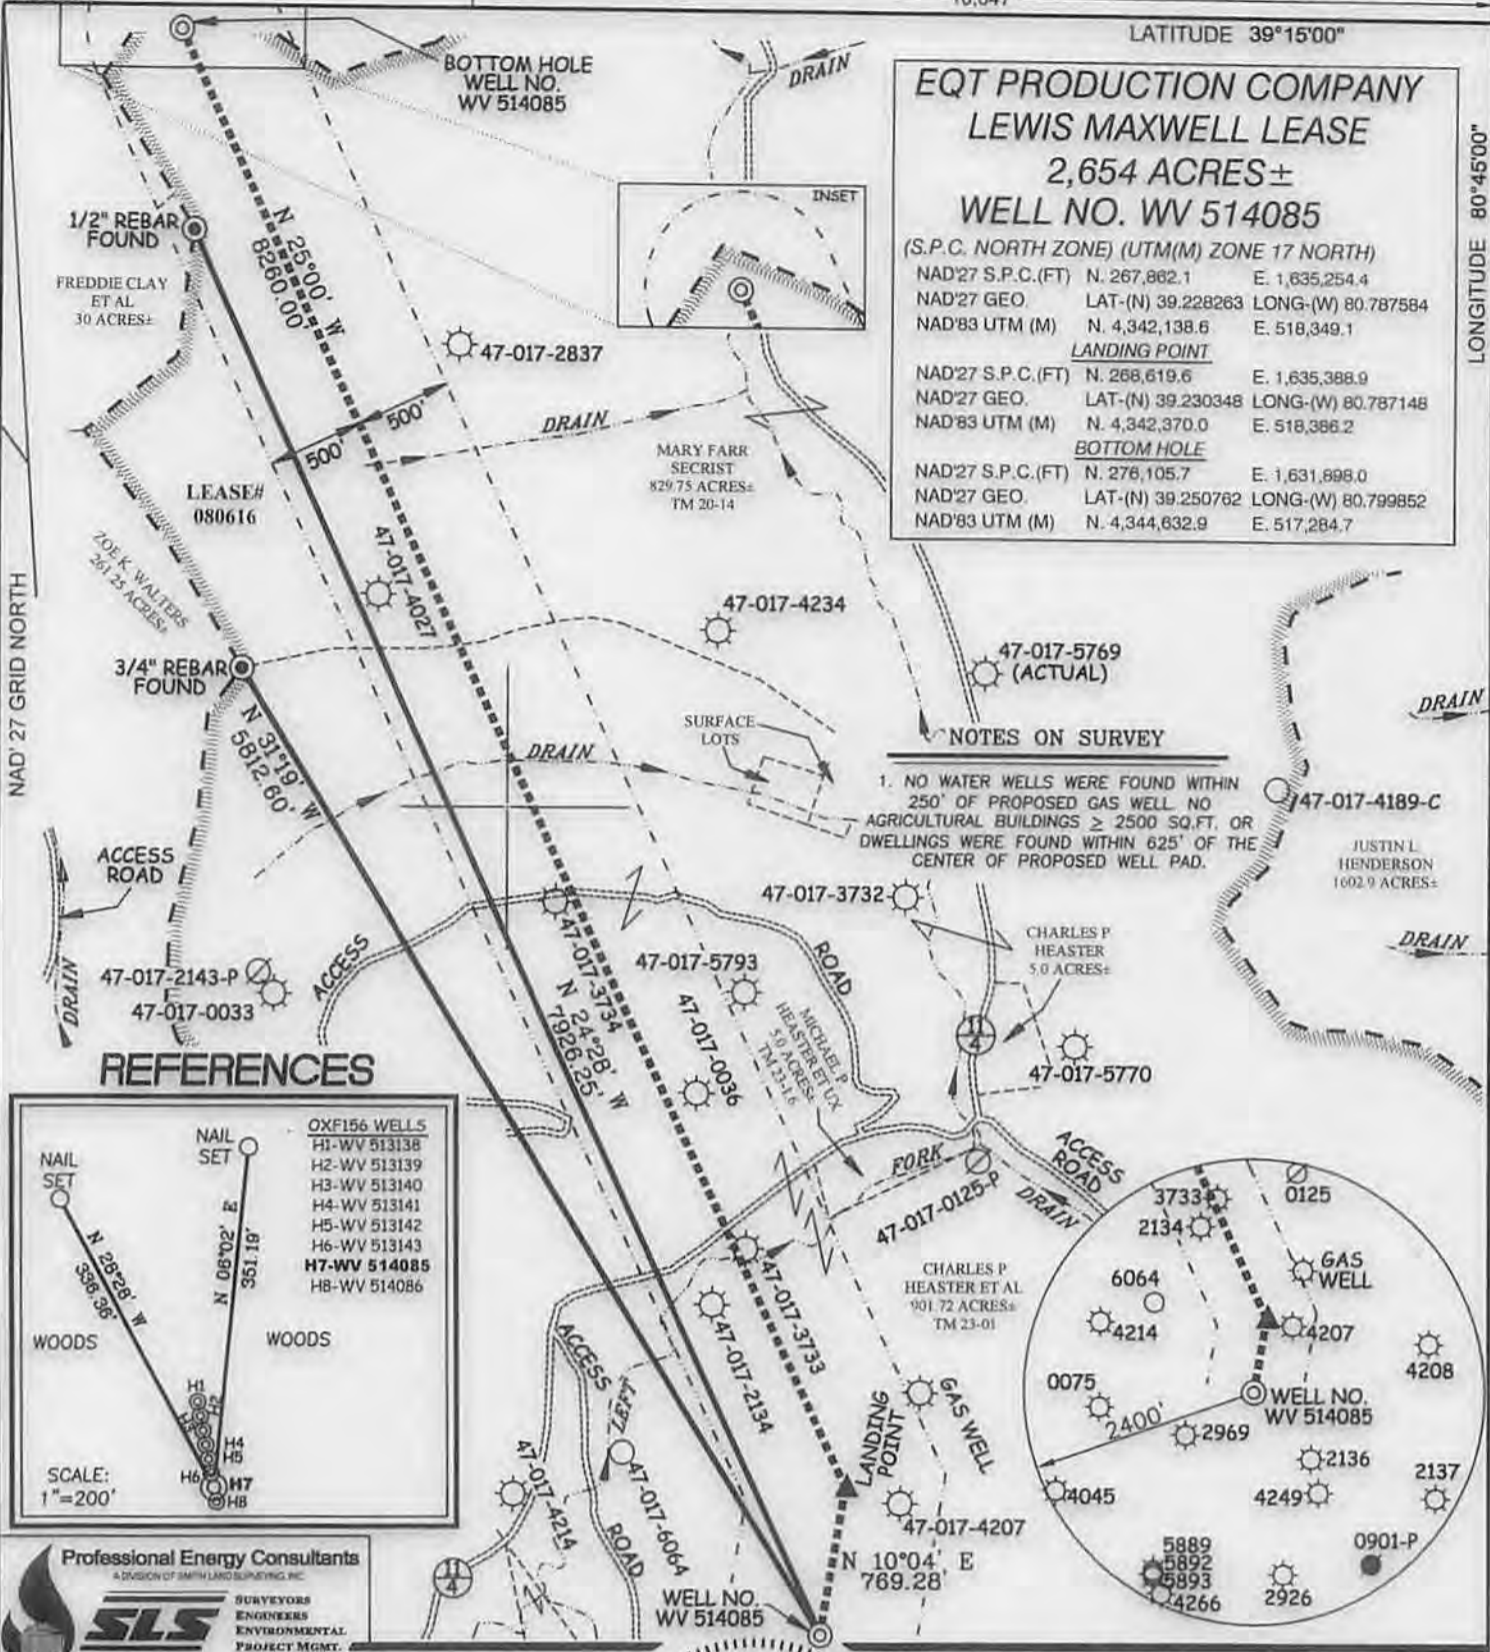 LATITUDE 39°15'00"
BOTTOM HOLE
WELL NO.
WV 514085
DRAIN
EQT PRODUCTION COMPANY
LEWIS MAXWELL LEASE
2,654 ACRES±
WELL NO. WV 514085
(S.P.C. NORTH ZONE) (UTM(M) ZONE 17 NORTH)
NAD'27 S.P.C.(FT) N. 267,862.1 E. 1,635,254.4
NAD'27 GEO. LAT-(N) 39.228263 LONG-(W) 80.787584
NAD'83 UTM (M) N. 4,342,138.6 E. 518,349.1
LANDING POINT
NAD'27 S.P.C.(FT) N. 268,619.6 E. 1,635,388.9
NAD'27 GEO. LAT-(N) 39.230348 LONG-(W) 80.787148
NAD'83 UTM (M) N. 4,342,370.0 E. 518,386.2
BOTTOM HOLE
NAD'27 S.P.C.(FT) N. 276,105.7 E. 1,631,898.0
NAD'27 GEO. LAT-(N) 39.250762 LONG-(W) 80.799852
NAD'83 UTM (M) N. 4,344,632.9 E. 517,284.7
LONGITUDE 80°45'00"
INSET
1/2" REBAR
FOUND
FREDDIE CLAY
ET AL
30 ACRES±
N 25°00' W
8260.00'
47-017-2837
500'
500'
DRAIN
MARY FARR
SECRIST
829.75 ACRES±
TM 20-14
LEASE#
080616
ZOE K. WALTERS
261.25 ACRES±
47-017-4027
47-017-4234
NAD'27 GRID NORTH
3/4" REBAR
FOUND
47-017-5769
(ACTUAL)
DRAIN
SURFACE
LOTS
NOTES ON SURVEY
1. NO WATER WELLS WERE FOUND WITHIN
250' OF PROPOSED GAS WELL. NO
AGRICULTURAL BUILDINGS ≥ 2500 SQ.FT. OR
DWELLINGS WERE FOUND WITHIN 625' OF THE
CENTER OF PROPOSED WELL PAD.
N 31°19' W
5812.60'
DRAIN
47-017-4189-C
JUSTIN L
HENDERSON
1602.9 ACRES±
ACCESS
ROAD
47-017-3732
CHARLES P
HEASTER
5.0 ACRES±
DRAIN
DRAIN
47-017-2143-P
47-017-0033
ACCESS
ROAD
47-017-3734
N 24°28' W
7926.25'
47-017-5793
47-017-0036
MICHAEL P
HEASTER ET UX
5.0 ACRES±
TM 23-1.6
11
4
47-017-5770
REFERENCES
NAIL
SET
NAIL
SET
N 28°28' W
336.36'
N 08°02' E
351.19'
OXF156 WELLS
H1-WV 513138
H2-WV 513139
H3-WV 513140
H4-WV 513141
H5-WV 513142
H6-WV 513143
H7-WV 514085
H8-WV 514086
WOODS
WOODS
H1
H2
H3
H4
H5
H6
H7
H8
SCALE:
1"=200'
FORK
47-017-0125-P
DRAIN
ACCESS
ROAD
CHARLES P
HEASTER ET AL
901.72 ACRES±
TM 23-01
47-017-3733
47-017-2134
ACCESS
ROAD
LEFT
47-017-4214
47-017-6064
LANDING
POINT
GAS WELL
47-017-4207
N 10°04' E
769.28'
WELL NO.
WV 514085
11
4
3733
0125
2134
GAS
WELL
6064
4214
4207
4208
0075
WELL NO.
WV 514085
2400'
2969
2136
2137
4045
4249
5889
5892
5893
4266
0901-P
2926
Professional Energy Consultants
A DIVISION OF SMITH LAND SURVEYING, INC.
SLS
SURVEYORS
ENGINEERS
ENVIRONMENTAL
PROJECT MGMT.